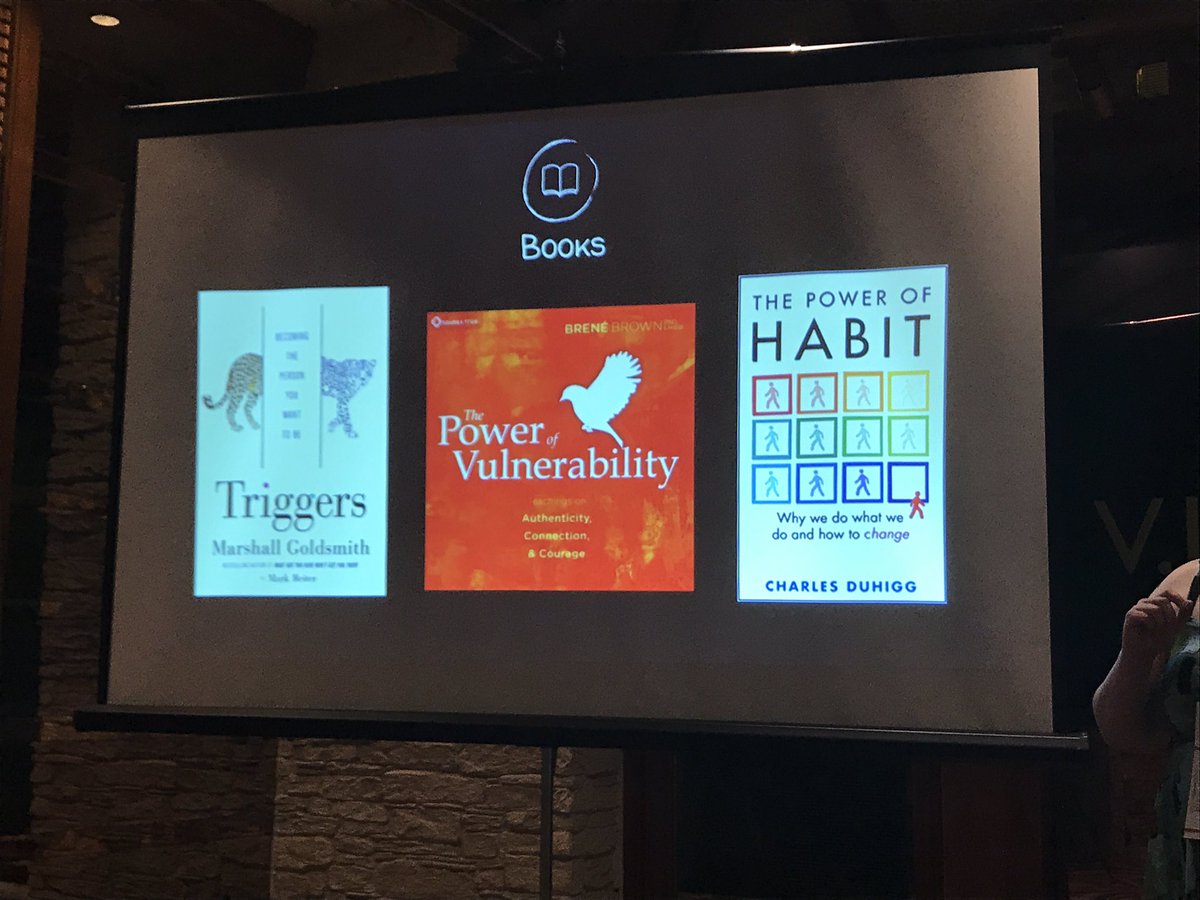 BOOKS
BECOMING
THE
PERSON
YOU
WANT
TO BE
Triggers
Marshall Goldsmith
Mark Reiter
BRENÉ BROWN
The
Power of
Vulnerability
teachings on
Authenticity,
Connection,
& Courage
THE POWER OF
HABIT
Why we do what we
do and how to change
CHARLES DUHIGG
V.